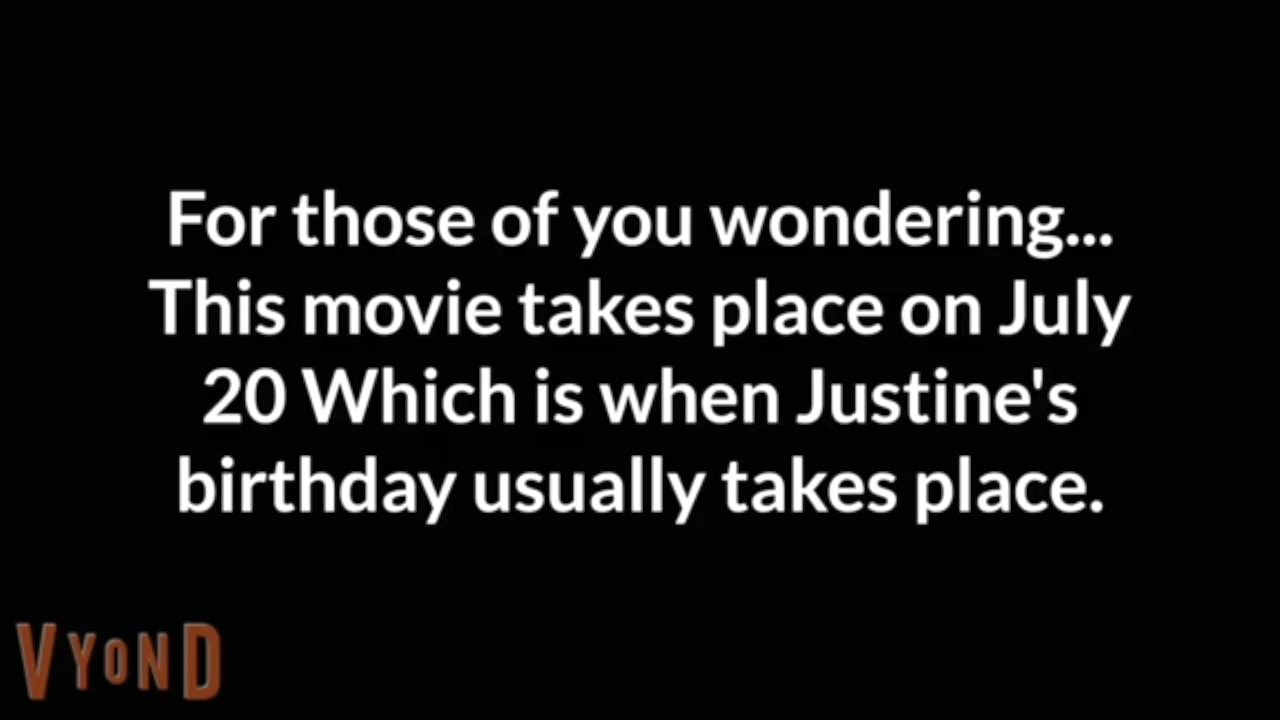 For those of you wondering...
This movie takes place on July
20 Which is when Justine's
birthday usually takes place.
VYOND